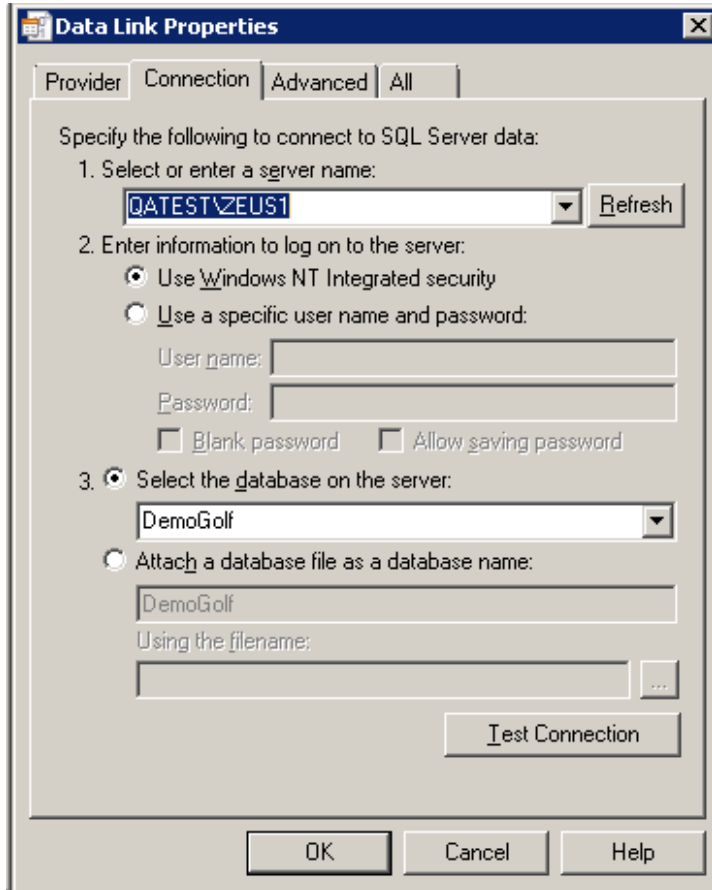 Data Link Properties
Provider Connection Advanced All
Specify the following to connect to SQL Server data:
1. Select or enter a server name:
QATEST\ZEUS1 Refresh
2. Enter information to log on to the server:
Use Windows NT Integrated security
Use a specific user name and password:
User name:
Password:
Blank password Allow saving password
3. Select the database on the server:
DemoGolf
Attach a database file as a database name:
DemoGolf
Using the filename:
...
Test Connection
OK Cancel Help